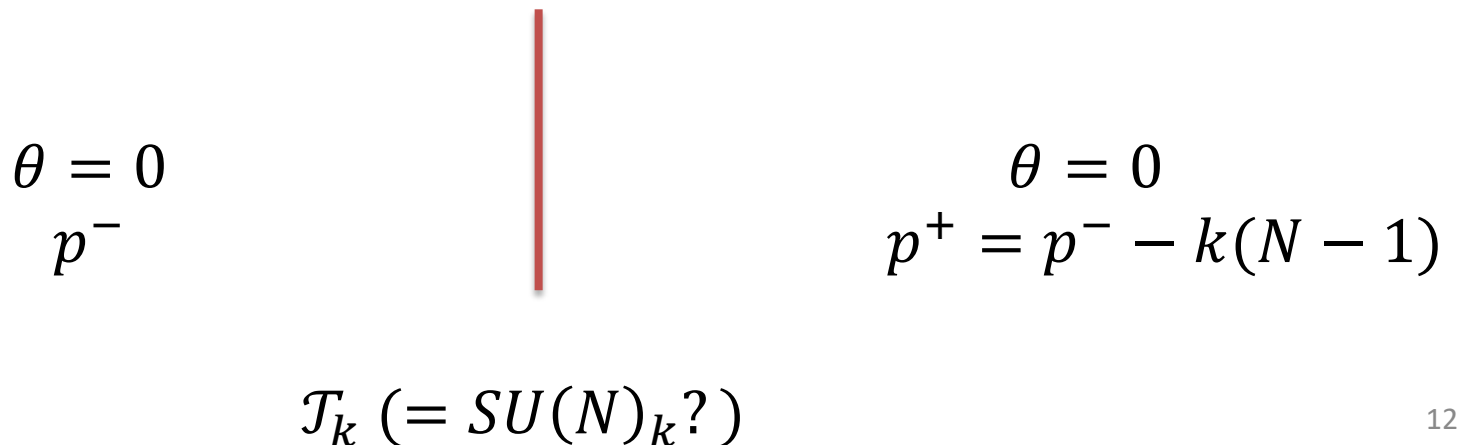 θ = 0
p⁻
θ = 0
p⁺ = p⁻ − k(N − 1)
𝒯ₖ (= SU(N)ₖ? )
12